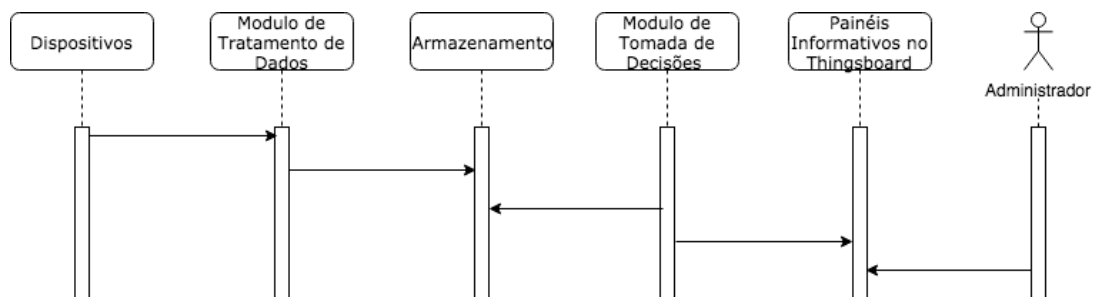 Dispositivos
Modulo de
Tratamento de
Dados
Armazenamento
Modulo de
Tomada de
Decisões
Painéis
Informativos no
Thingsboard
Administrador